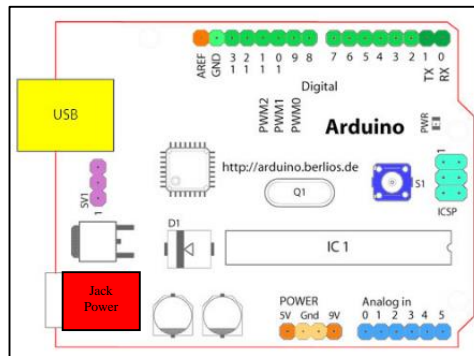 AREF GND 13 12 11 10 9 8 7 6 5 4 3 2 1 0
TX RX
Digital
USB
PWM2 PWM1 PWM0
Arduino
PWR
http://arduino.berlios.de
SV1
1
Q1
S1
1
ICSP
D1
IC 1
Jack
Power
POWER
5V Gnd 9V
Analog in
0 1 2 3 4 5